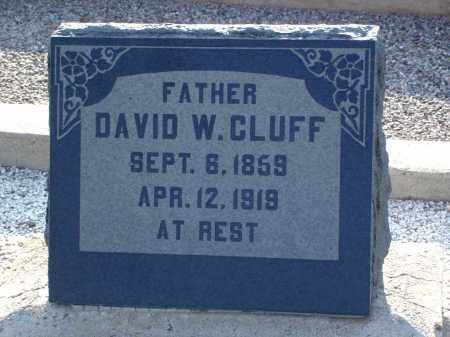 FATHER
DAVID W. CLUFF
SEPT. 6, 1859
APR. 12, 1919
AT REST